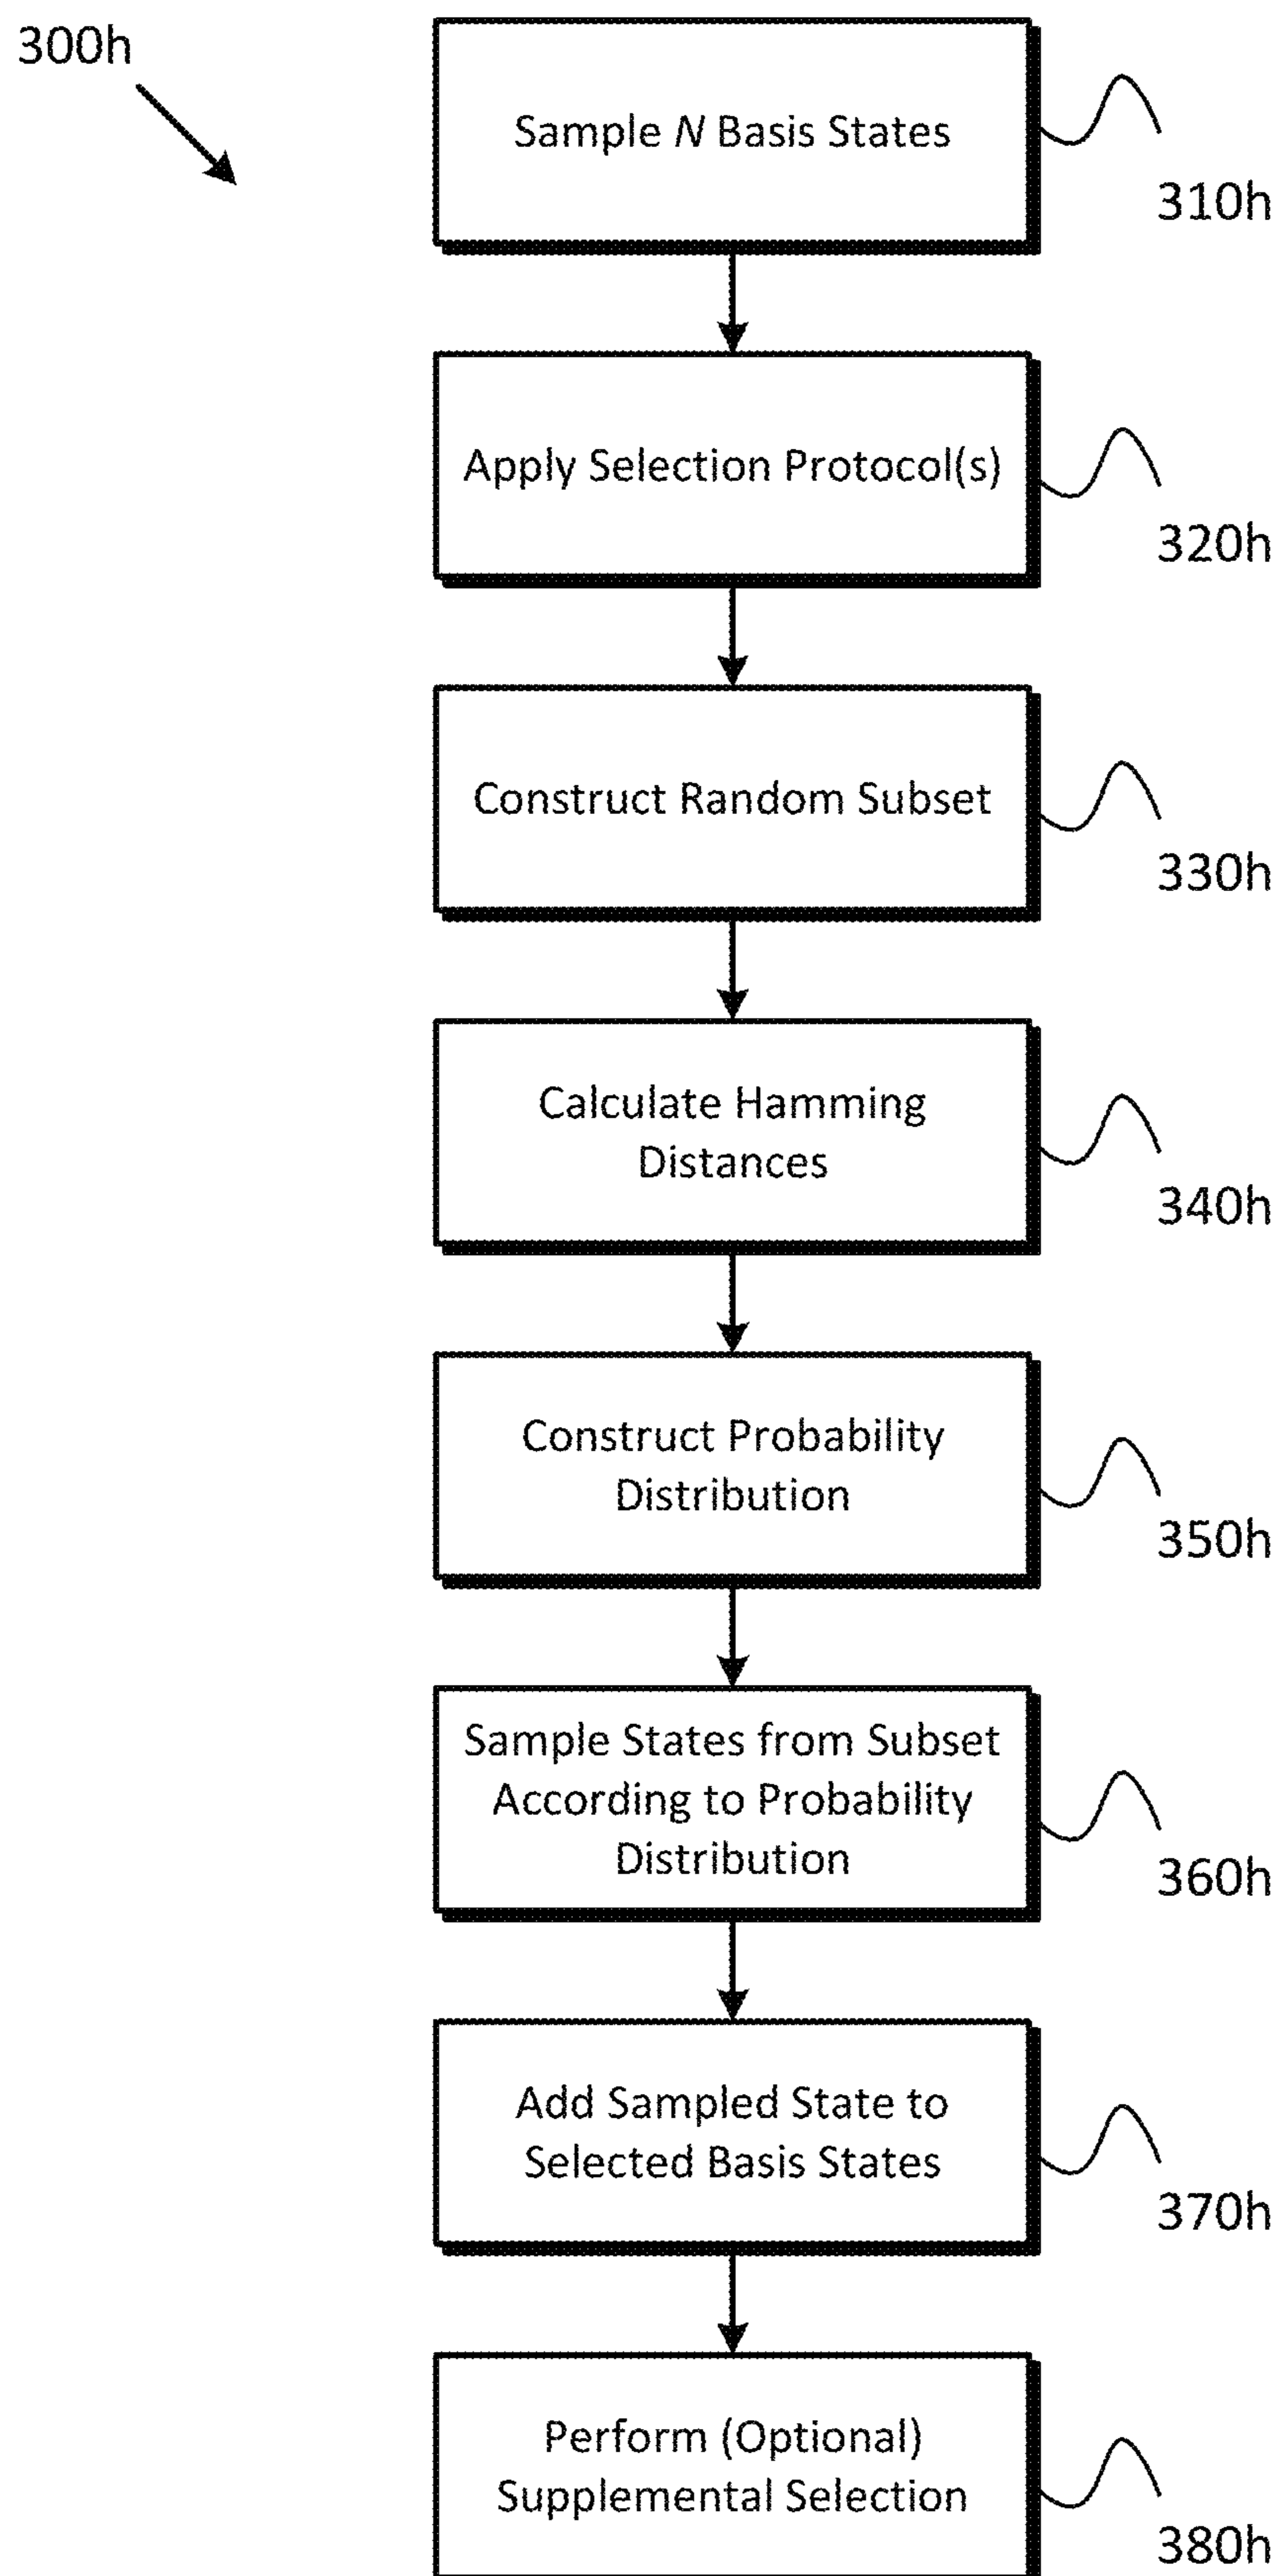 300h
Sample N Basis States
310h
Apply Selection Protocol(s)
320h
Construct Random Subset
330h
Calculate Hamming
Distances
340h
Construct Probability
Distribution
350h
Sample States from Subset
According to Probability
Distribution
360h
Add Sampled State to
Selected Basis States
370h
Perform (Optional)
Supplemental Selection
380h